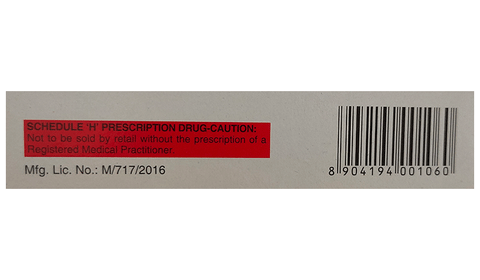 SCHEDULE 'H' PRESCRIPTION DRUG-CAUTION:
Not to be sold by retail without the prescription of a
Registered Medical Practitioner.
Mfg. Lic. No.: M/717/2016
8 904194 001060